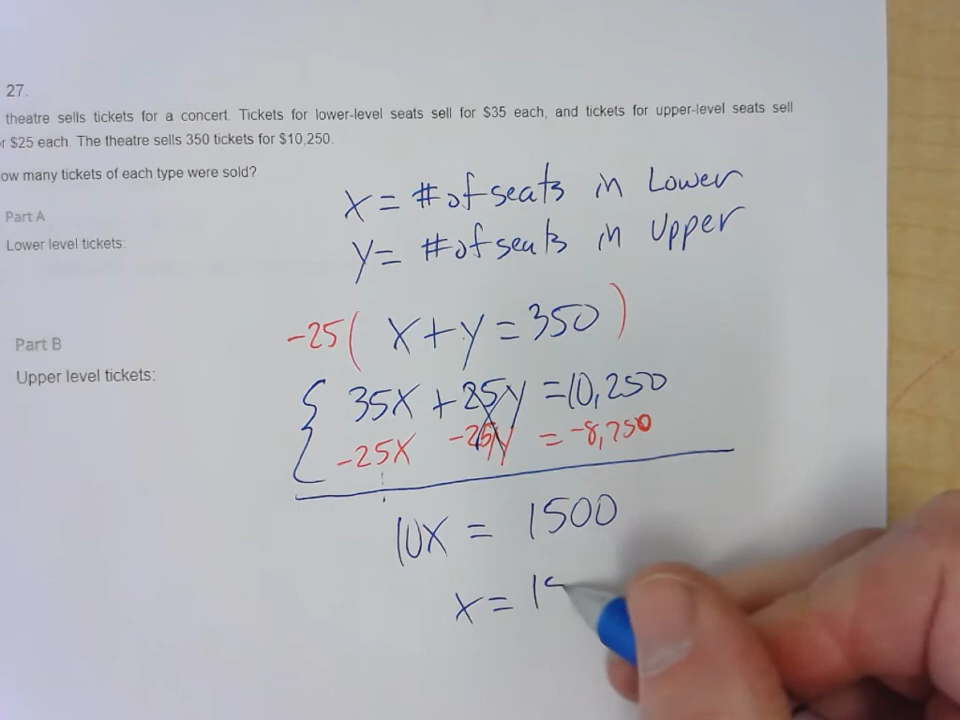 27.
theatre sells tickets for a concert. Tickets for lower-level seats sell for $35 each, and tickets for upper-level seats sell
r $25 each. The theatre sells 350 tickets for $10,250.
ow many tickets of each type were sold?
x = # of seats in Lower
Part A
Lower level tickets:
y = # of seats in Upper
-25( x + y = 350 )
Part B
Upper level tickets:
35x + 25y = 10,250
-25x -25y = -8,750
10x = 1500
x = 1